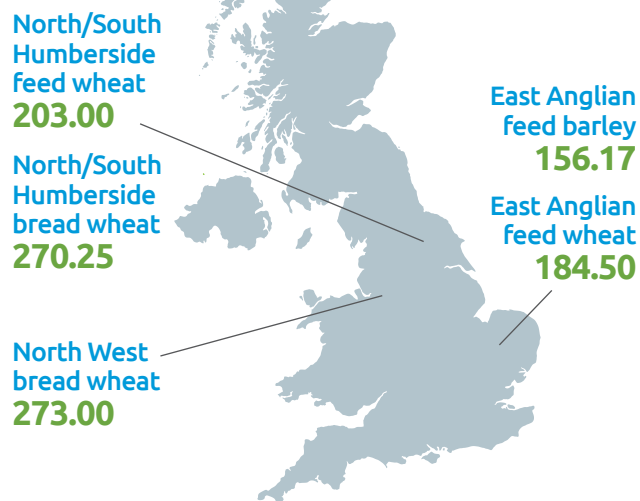 North/South
Humberside
feed wheat
203.00
North/South
Humberside
bread wheat
270.25
North West
bread wheat
273.00
East Anglian
feed barley
156.17
East Anglian
feed wheat
184.50